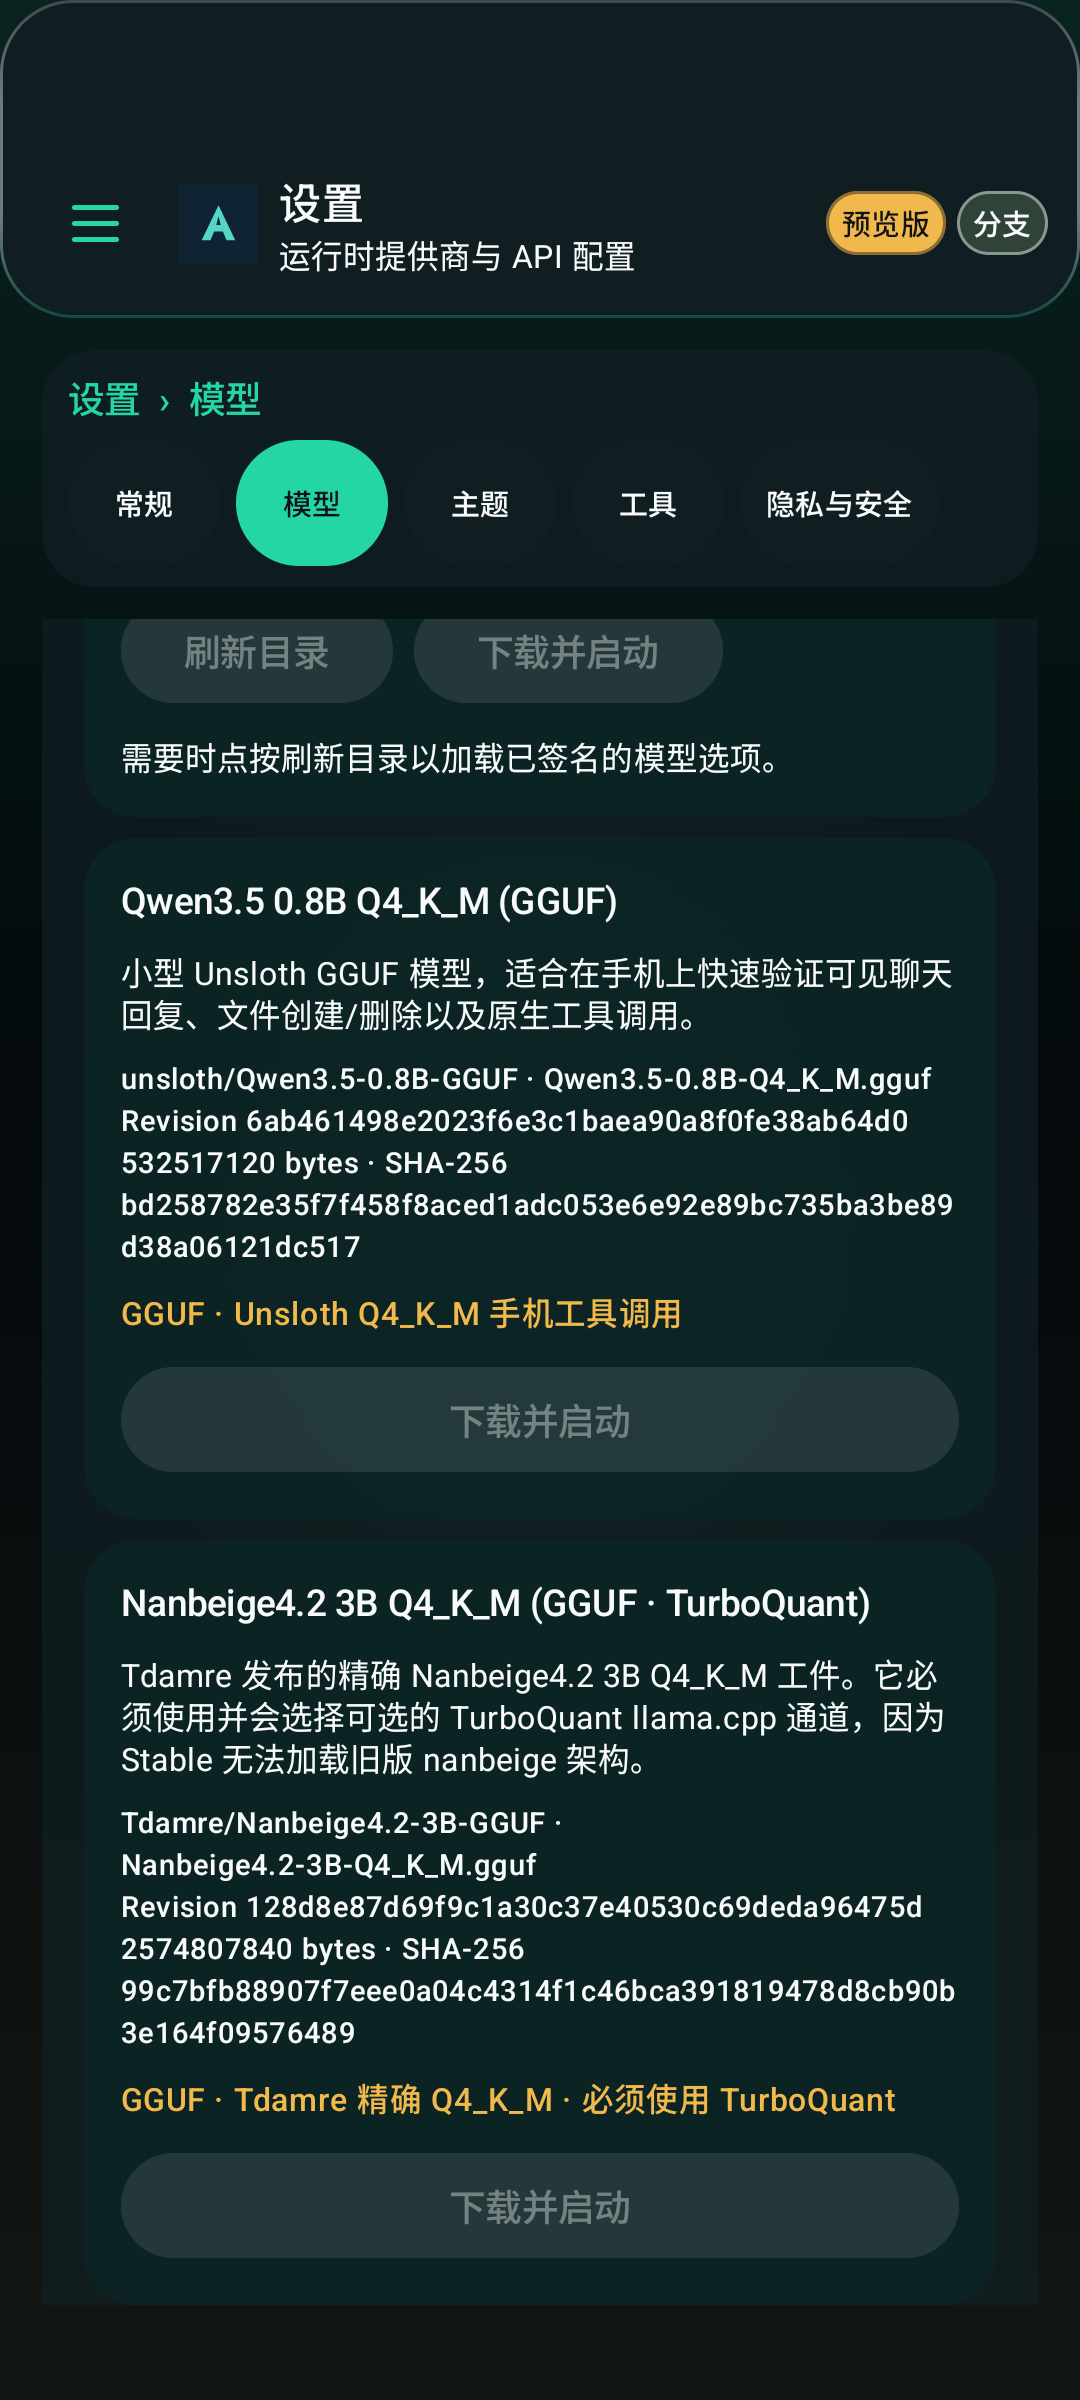 设置
运行时提供商与 API 配置
预览版
分支
设置 › 模型
常规
模型
主题
工具
隐私与安全
刷新目录
下载并启动
需要时点按刷新目录以加载已签名的模型选项。
Qwen3.5 0.8B Q4_K_M (GGUF)
小型 Unsloth GGUF 模型，适合在手机上快速验证可见聊天
回复、文件创建/删除以及原生工具调用。
unsloth/Qwen3.5-0.8B-GGUF · Qwen3.5-0.8B-Q4_K_M.gguf
Revision 6ab461498e2023f6e3c1baea90a8f0fe38ab64d0
532517120 bytes · SHA-256
bd258782e35f7f458f8aced1adc053e6e92e89bc735ba3be89
d38a06121dc517
GGUF · Unsloth Q4_K_M 手机工具调用
下载并启动
Nanbeige4.2 3B Q4_K_M (GGUF · TurboQuant)
Tdamre 发布的精确 Nanbeige4.2 3B Q4_K_M 工件。它必
须使用并会选择可选的 TurboQuant llama.cpp 通道，因为
Stable 无法加载旧版 nanbeige 架构。
Tdamre/Nanbeige4.2-3B-GGUF ·
Nanbeige4.2-3B-Q4_K_M.gguf
Revision 128d8e87d69f9c1a30c37e40530c69deda96475d
2574807840 bytes · SHA-256
99c7bfb88907f7eee0a04c4314f1c46bca391819478d8cb90b
3e164f09576489
GGUF · Tdamre 精确 Q4_K_M · 必须使用 TurboQuant
下载并启动